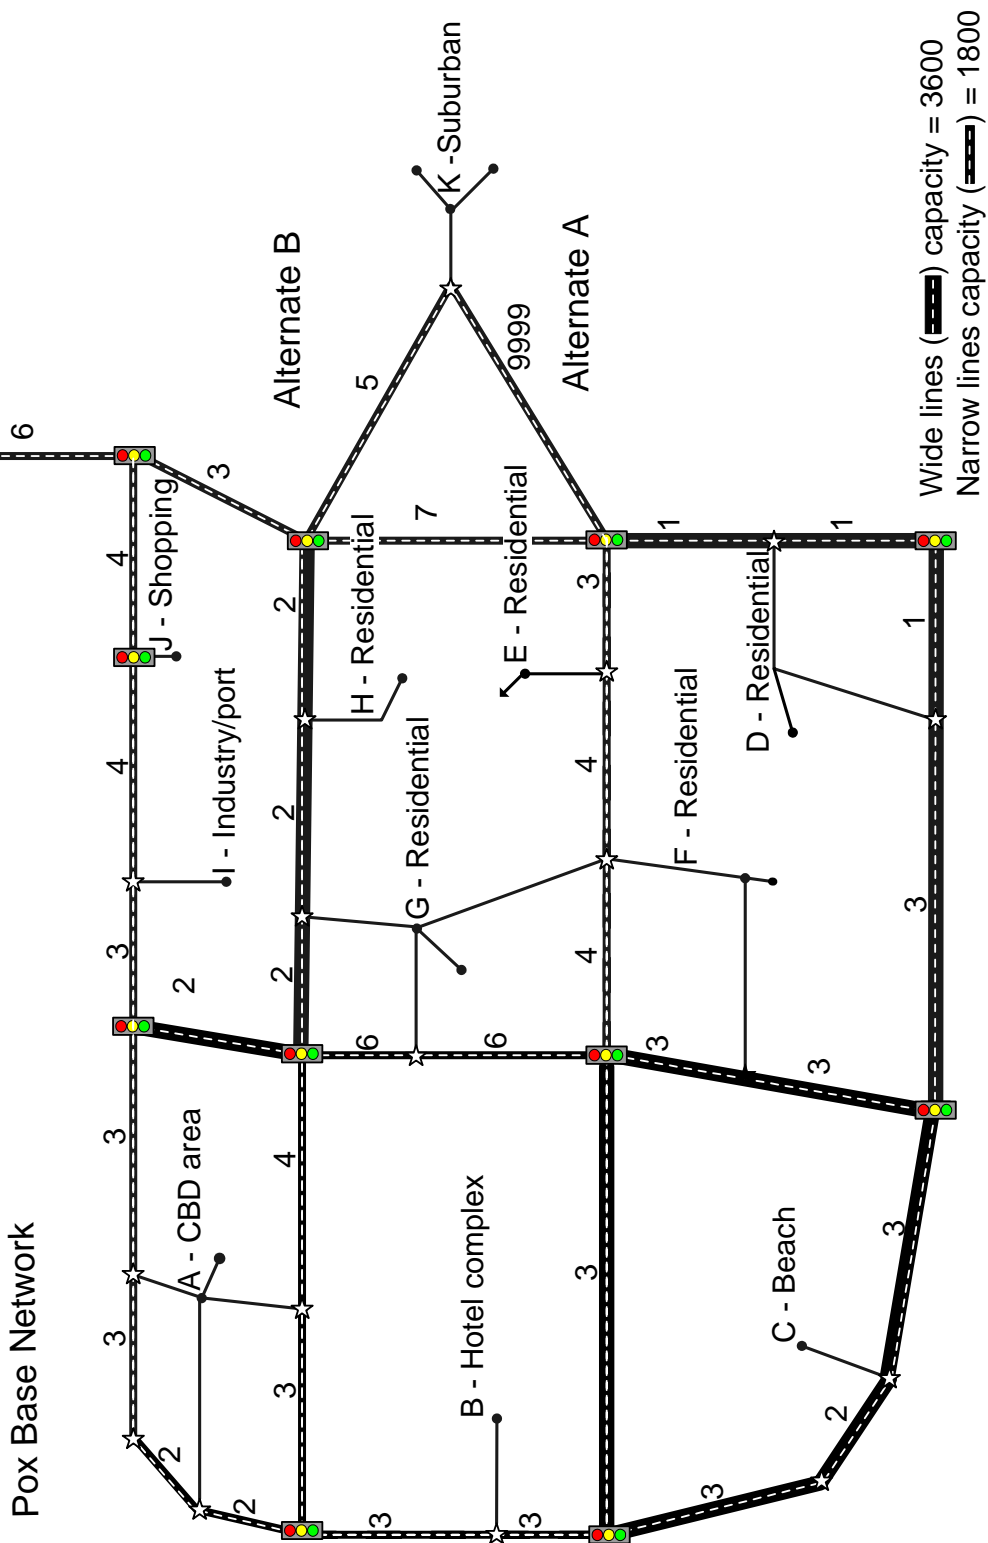 Pox Base Network
6
3
3
3
4
4
J - Shopping
2
2
A - CBD area
3
I - Industry/port
2
3
4
2
2
2
Alternate B
3
6
H - Residential
5
G - Residential
7
K -Suburban
B - Hotel complex
6
E - Residential
9999
3
3
4
4
3
Alternate A
3
F - Residential
1
3
D - Residential
C - Beach
3
1
2
3
3
1
Wide lines ( ) capacity = 3600
Narrow lines capacity ( ) = 1800